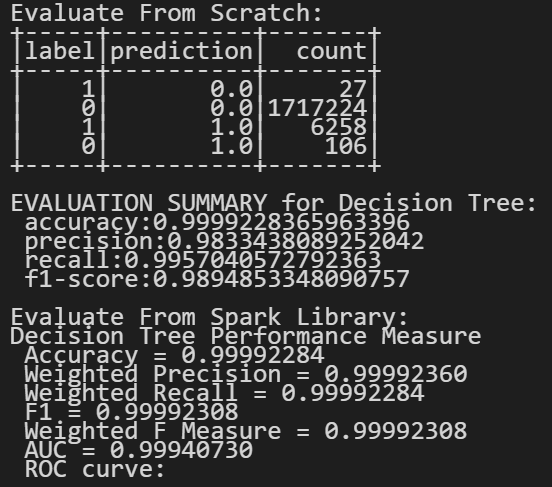 Evaluate From Scratch:
+-----+----------+-------+
|label|prediction|  count|
+-----+----------+-------+
|    1|       0.0|     27|
|    0|       0.0|1717224|
|    1|       1.0|   6258|
|    0|       1.0|    106|
+-----+----------+-------+
EVALUATION SUMMARY for Decision Tree:
accuracy:0.9999228365963396
precision:0.9833438089252042
recall:0.9957040572792363
f1-score:0.9894853348090757
Evaluate From Spark Library:
Decision Tree Performance Measure
Accuracy = 0.99992284
Weighted Precision = 0.99992360
Weighted Recall = 0.99992284
F1 = 0.99992308
Weighted F Measure = 0.99992308
AUC = 0.99940730
ROC curve: